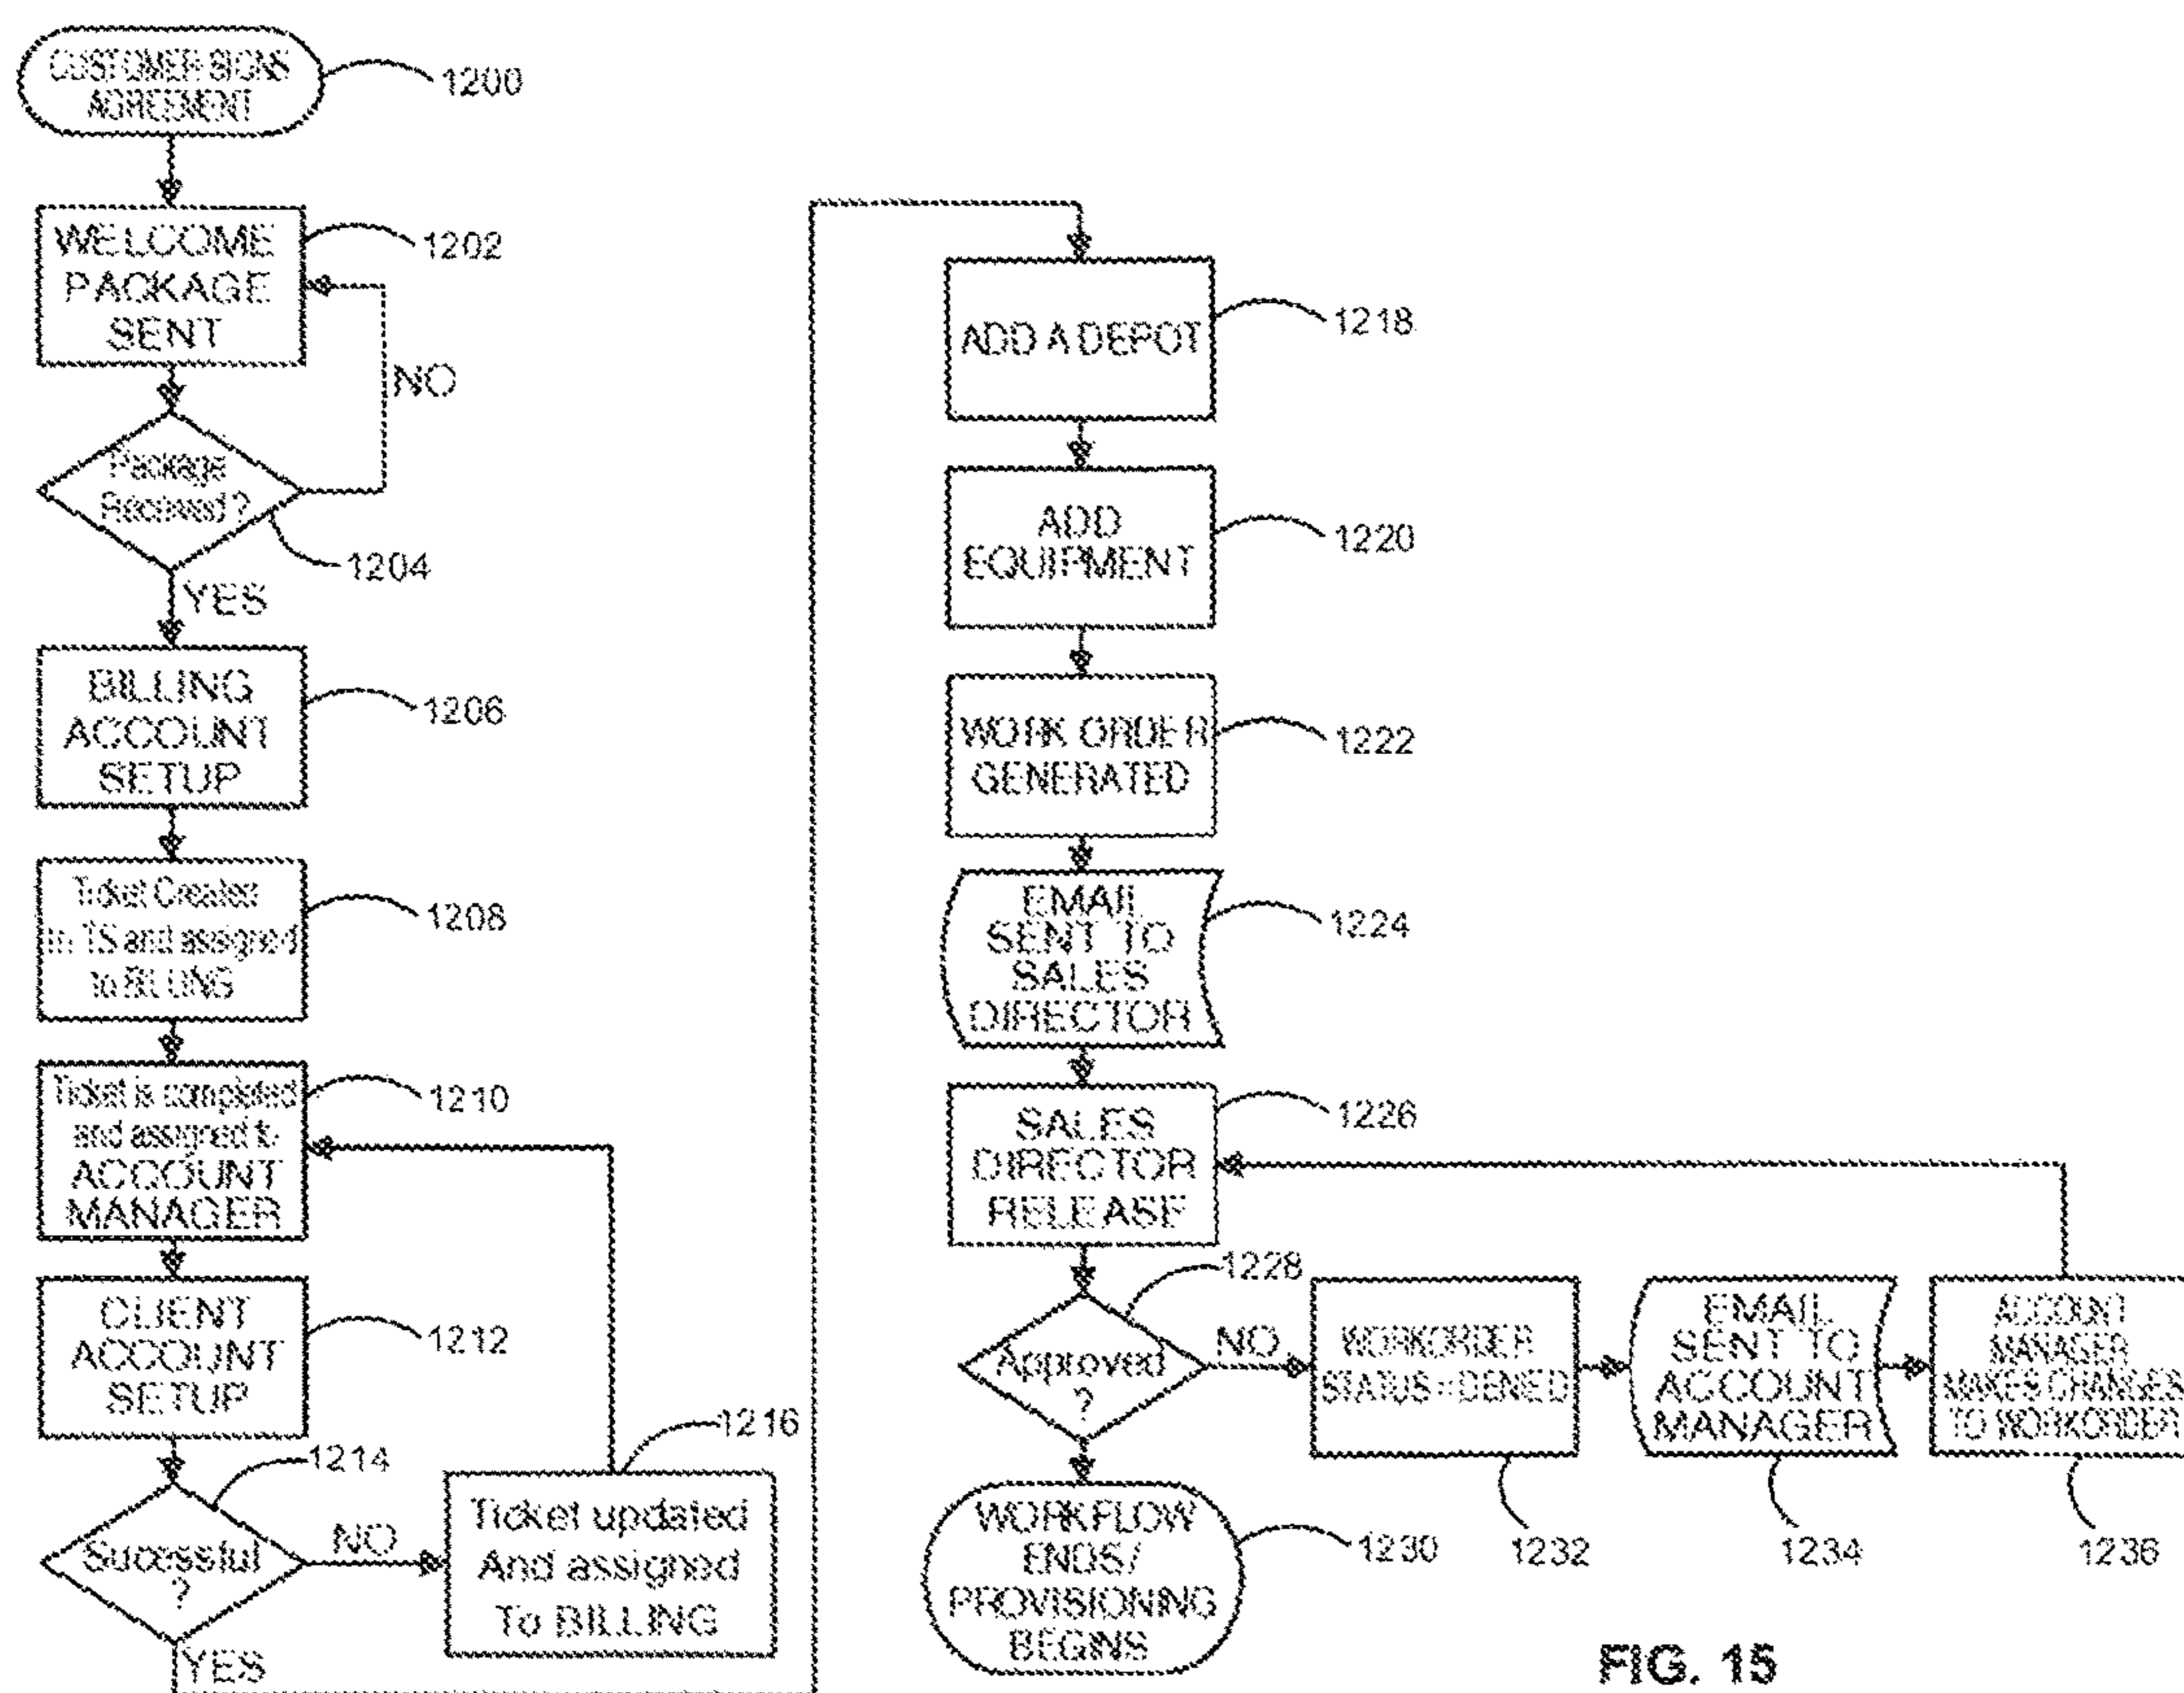 CUSTOMER SIGNS
AGREEMENT
1200
WELCOME
PACKAGE
SENT
1202
NO
Package
Received?
1204
YES
BILLING
ACCOUNT
SETUP
1206
Ticket Created
In TS and assigned
to BILLING
1208
Ticket is completed
and assigned to
ACCOUNT
MANAGER
1210
CLIENT
ACCOUNT
SETUP
1212
1214
Sucessful
?
NO
YES
1216
Ticket updated
And assigned
To BILLING
ADD A DEPOT
1218
ADD
EQUIPMENT
1220
WORK ORDER
GENERATED
1222
EMAIL
SENT TO
SALES
DIRECTOR
1224
SALES
DIRECTOR
RELEASE
1226
1228
Approved
?
NO
WORKORDER
STATUS=DENIED
1232
EMAIL
SENT TO
ACCOUNT
MANAGER
1234
ACCOUNT
MANAGER
MAKES CHANGES
TO WORKORDER
1236
WORKFLOW
ENDS/
PROVISIONING
BEGINS
1230
FIG. 15